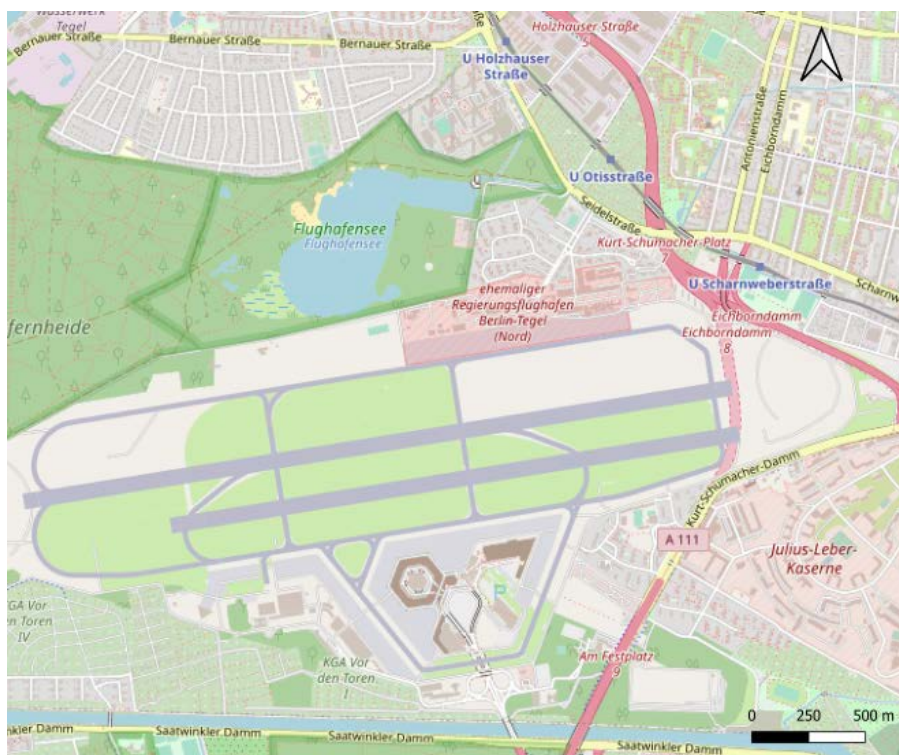 Wasserwerk
Tegel
Bernauer Straße
Bernauer Straße
Bernauer Straße
Holzhauser Straße
5
U Holzhauser
Straße
Antonienstraße
Eichborndamm
U Otisstraße
Seidelstraße
Flughafensee
Flughafensee
Kurt-Schumacher-Platz
7
U Scharnweberstraße
Scharnw
ehemaliger
Regierungsflughafen
Berlin-Tegel
(Nord)
Eichborndamm
Eichborndamm
8
fernheide
Kurt-Schumacher-Damm
A 111
Julius-Leber-
Kaserne
KGA Vor
den Toren
IV
KGA Vor
den Toren
I
P
Am Festplatz
9
0 250 500 m
inkler Damm
Saatwinkler Damm
Saatwinkler Damm
Saatwinkler Damm